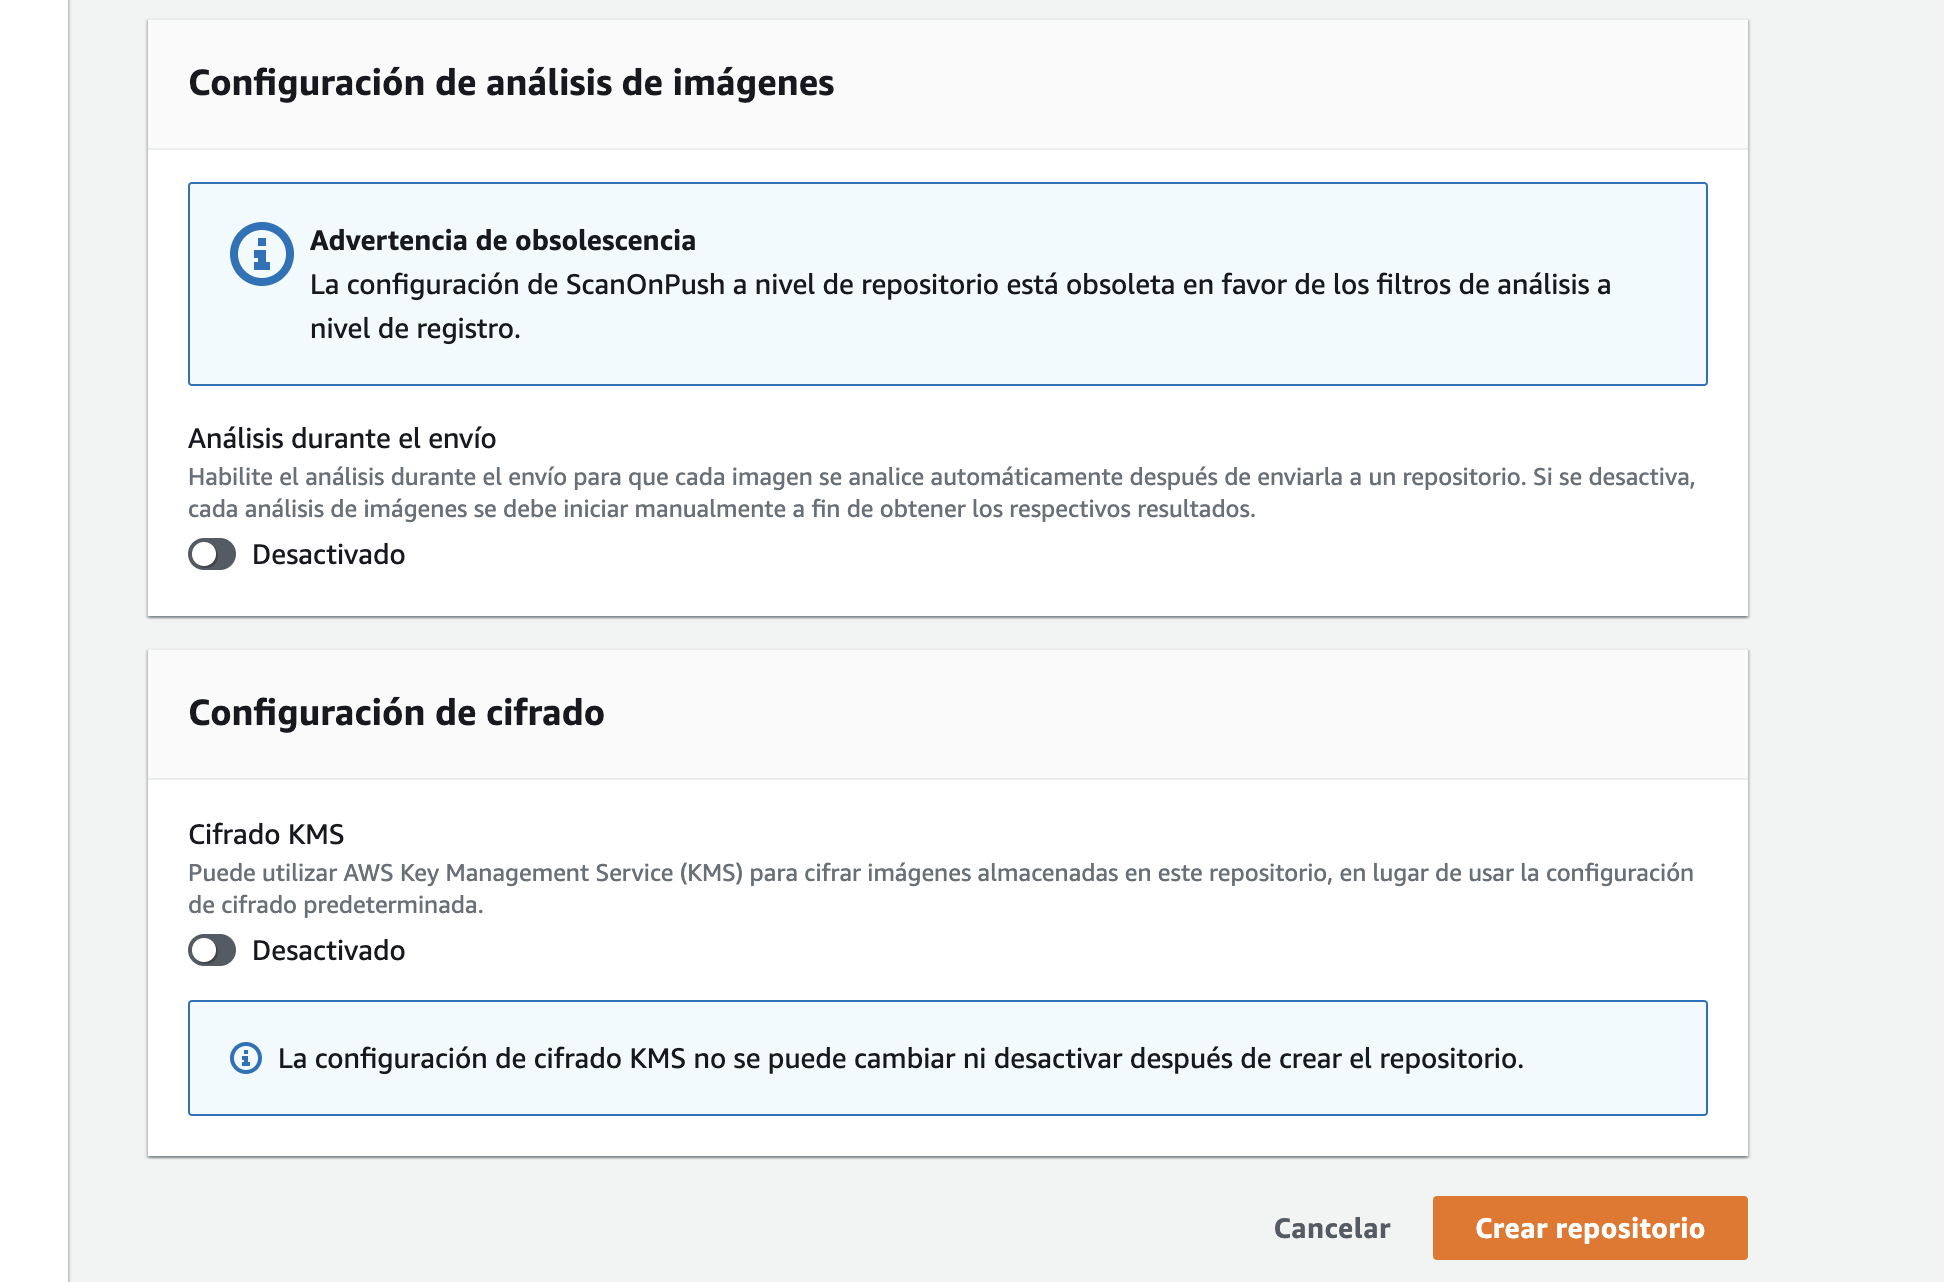 Configuración de análisis de imágenes
Advertencia de obsolescencia
La configuración de ScanOnPush a nivel de repositorio está obsoleta en favor de los filtros de análisis a
nivel de registro.
Análisis durante el envío
Habilite el análisis durante el envío para que cada imagen se analice automáticamente después de enviarla a un repositorio. Si se desactiva,
cada análisis de imágenes se debe iniciar manualmente a fin de obtener los respectivos resultados.
Desactivado
Configuración de cifrado
Cifrado KMS
Puede utilizar AWS Key Management Service (KMS) para cifrar imágenes almacenadas en este repositorio, en lugar de usar la configuración
de cifrado predeterminada.
Desactivado
La configuración de cifrado KMS no se puede cambiar ni desactivar después de crear el repositorio.
Cancelar
Crear repositorio